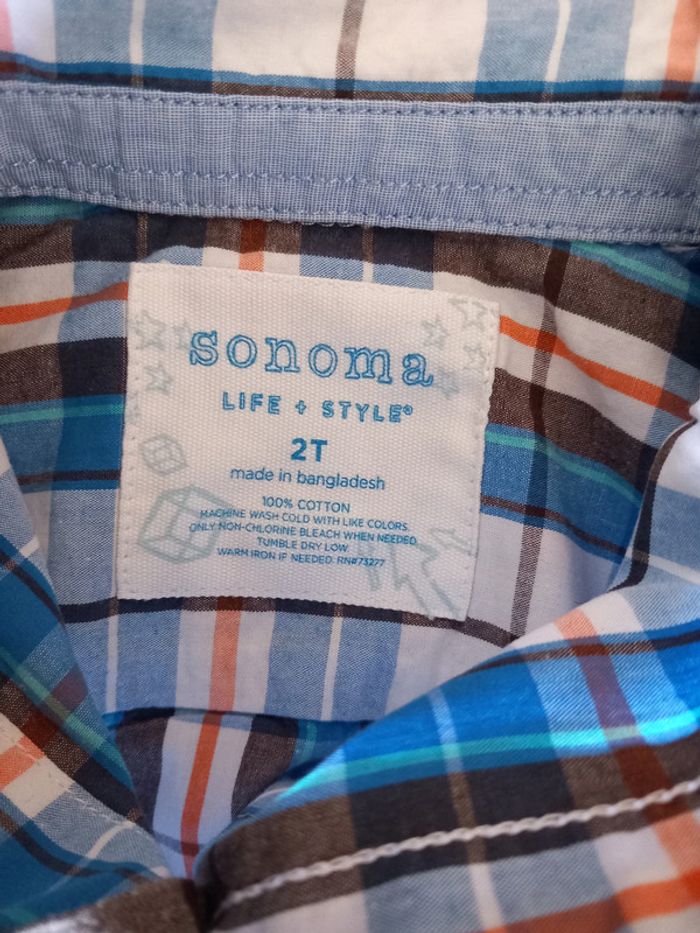 sonoma
LIFE + STYLE®
2T
made in bangladesh
100% COTTON
MACHINE WASH COLD WITH LIKE COLORS.
ONLY NON-CHLORINE BLEACH WHEN NEEDED.
TUMBLE DRY LOW.
WARM IRON IF NEEDED. RN#73277